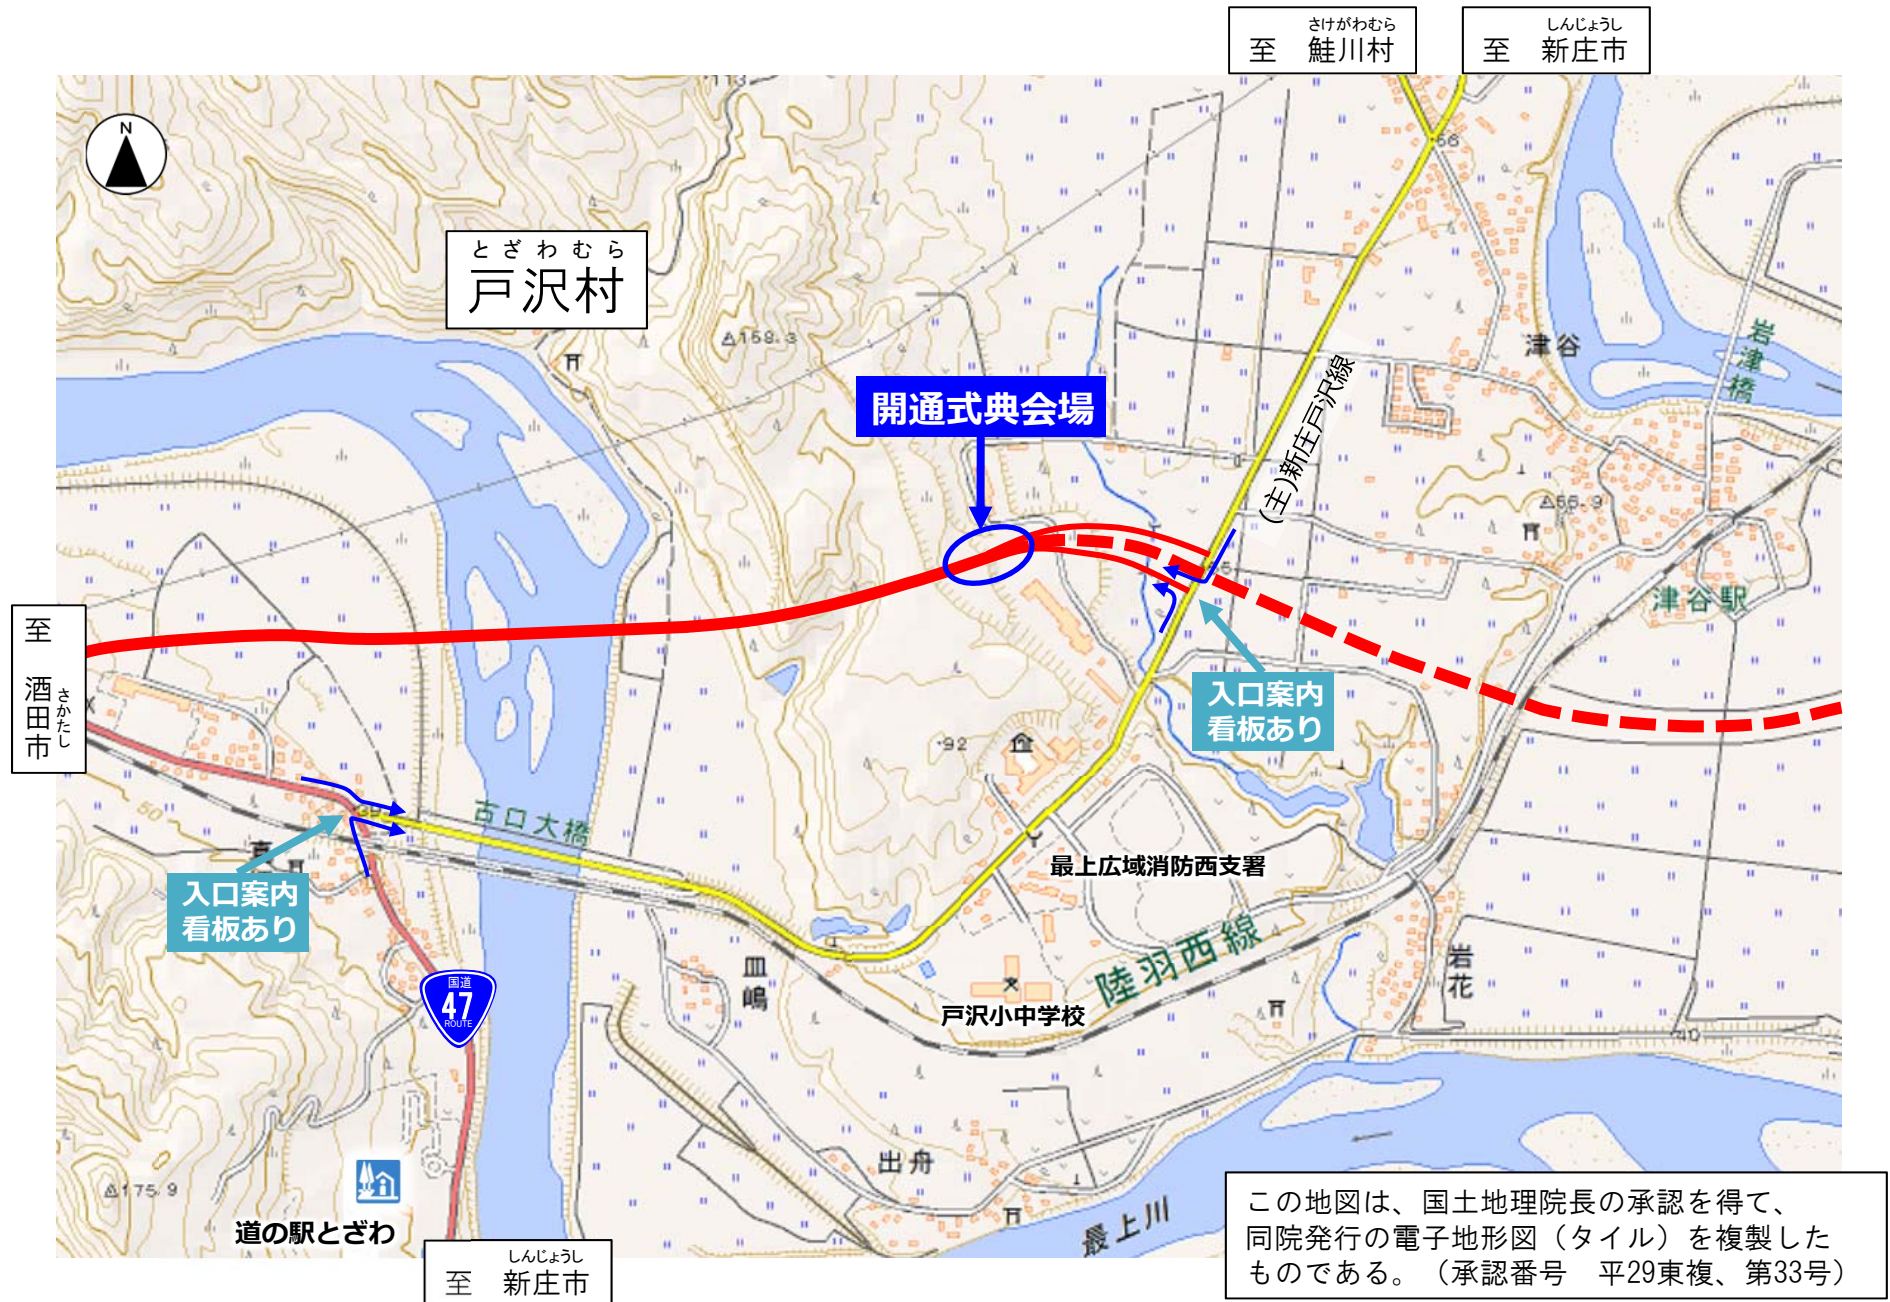 さけがわむら
至 鮭川村
しんじょうし
至 新庄市
113
N
66
とざわむら
戸沢村
159.3
津谷
岩津橋
(主)新庄戸沢線
開通式典会場
56.9
津谷駅
至 酒田市
さかたし
入口案内
看板あり
92
50
古口大橋
最上広域消防西支署
入口案内
看板あり
陸羽西線
岩花
皿嶋
国道
47
ROUTE
戸沢小中学校
40
出舟
175.9
道の駅とざわ
最上川
しんじょうし
至 新庄市
この地図は、国土地理院長の承認を得て、
同院発行の電子地形図（タイル）を複製した
ものである。（承認番号 平29東複、第33号）